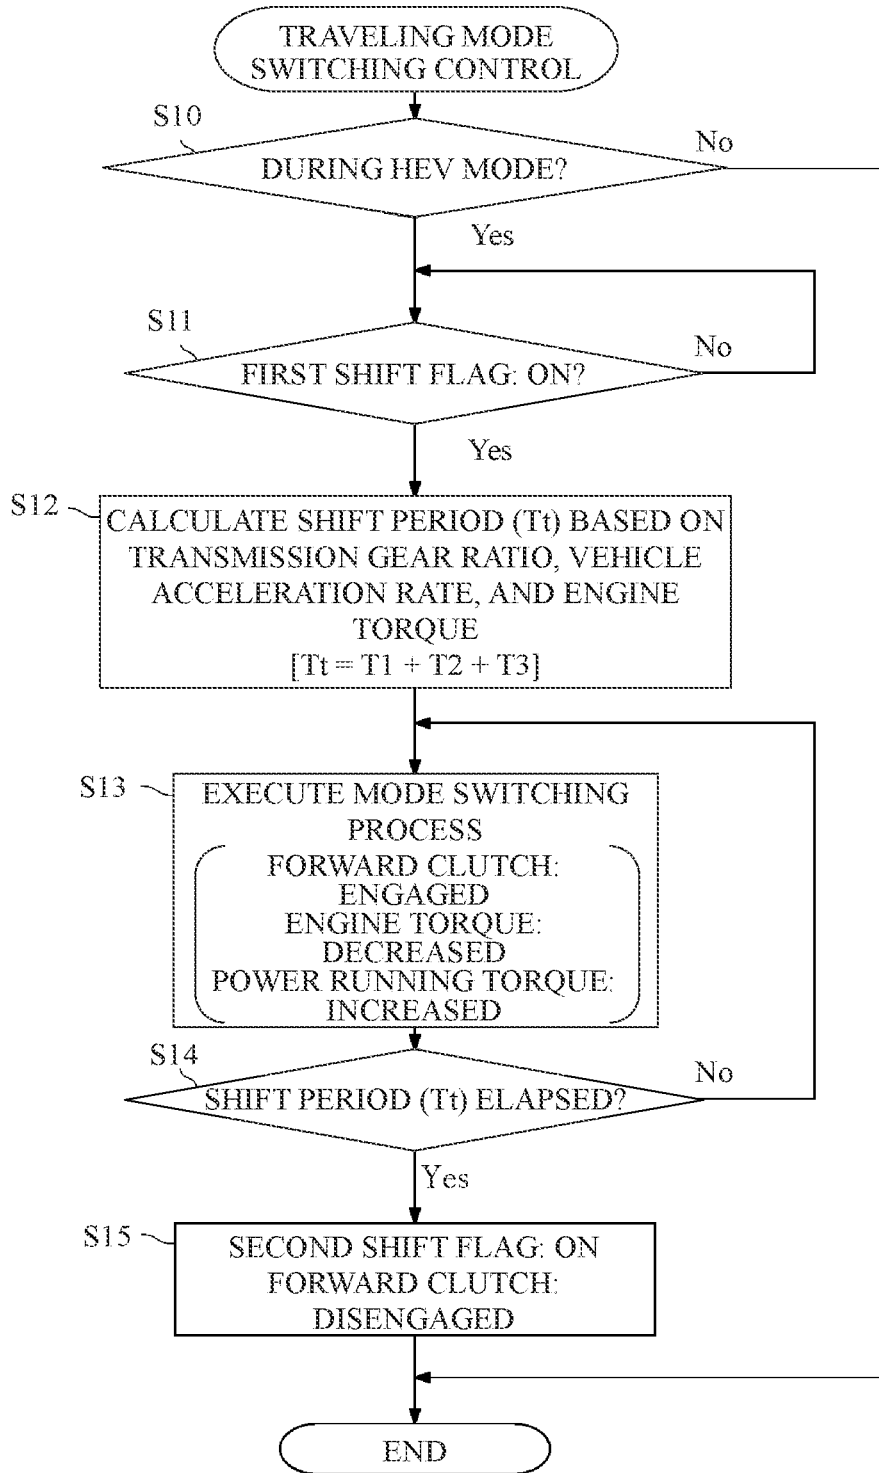 TRAVELING MODE
SWITCHING CONTROL
S10
DURING HEV MODE?
No
Yes
S11
FIRST SHIFT FLAG: ON?
No
Yes
S12
CALCULATE SHIFT PERIOD (Tt) BASED ON
TRANSMISSION GEAR RATIO, VEHICLE
ACCELERATION RATE, AND ENGINE
TORQUE
[Tt = T1 + T2 + T3]
S13
EXECUTE MODE SWITCHING
PROCESS
FORWARD CLUTCH:
ENGAGED
ENGINE TORQUE:
DECREASED
POWER RUNNING TORQUE:
INCREASED
S14
SHIFT PERIOD (Tt) ELAPSED?
No
Yes
S15
SECOND SHIFT FLAG: ON
FORWARD CLUTCH:
DISENGAGED
END